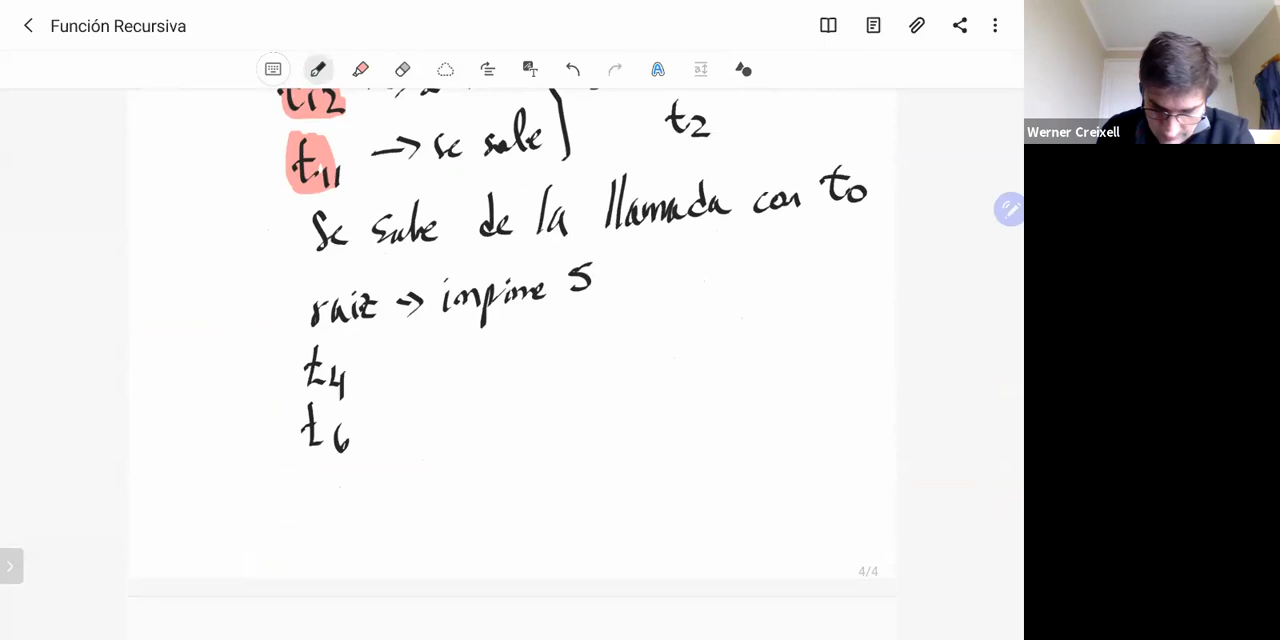 Función Recursiva
t12
t2
t11 → se sale
Se sale de la llamada con t0
raiz → imprime 5
t4
t6
4/4
Werner Creixell